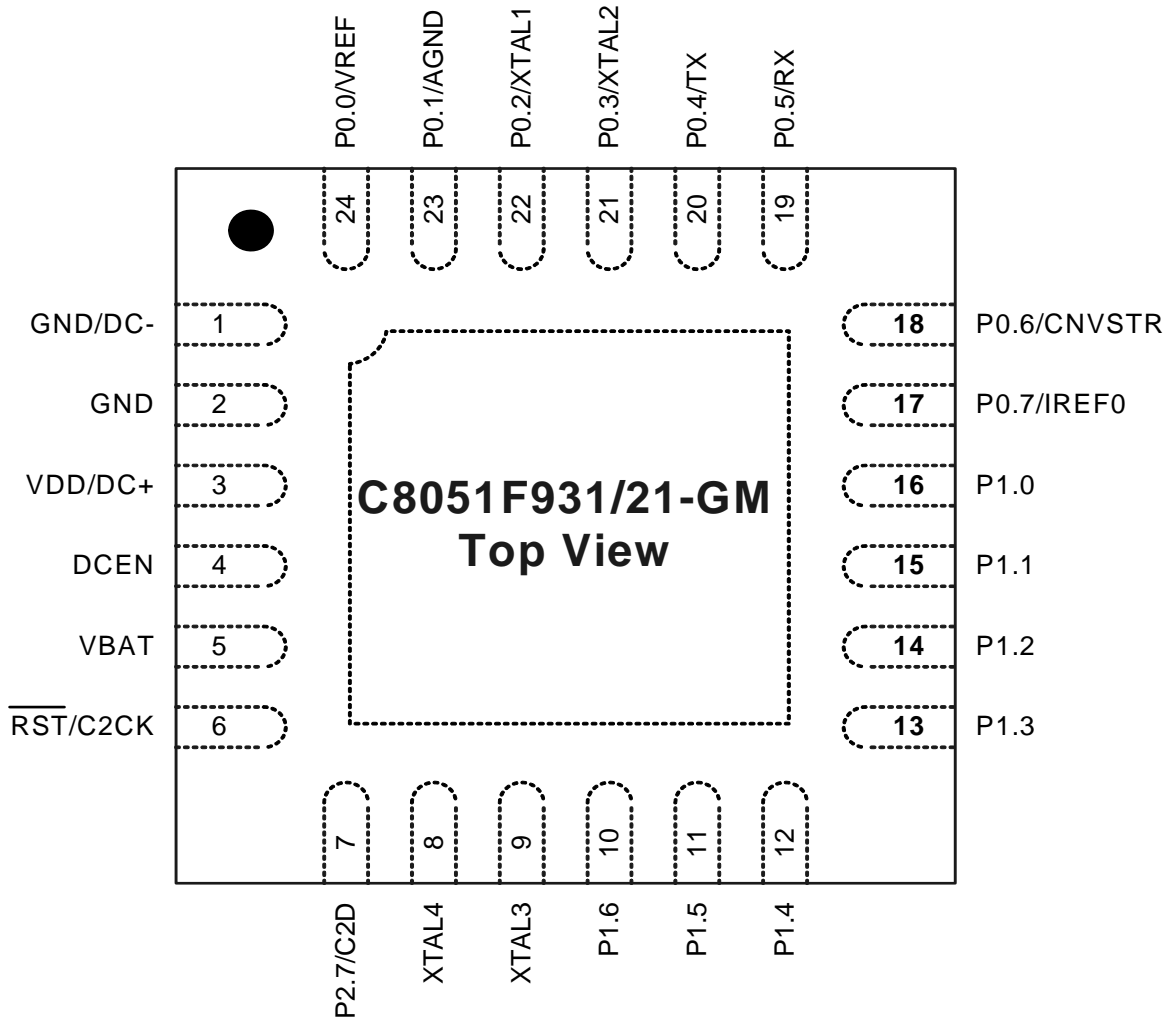 P0.0/VREF
P0.1/AGND
P0.2/XTAL1
P0.3/XTAL2
P0.4/TX
P0.5/RX
24
23
22
21
20
19
GND/DC-
1
18
P0.6/CNVSTR
GND
2
17
P0.7/IREF0
VDD/DC+
3
16
P1.0
C8051F931/21-GM
Top View
DCEN
4
15
P1.1
VBAT
5
14
P1.2
RST/C2CK
6
13
P1.3
7
8
9
10
11
12
P2.7/C2D
XTAL4
XTAL3
P1.6
P1.5
P1.4